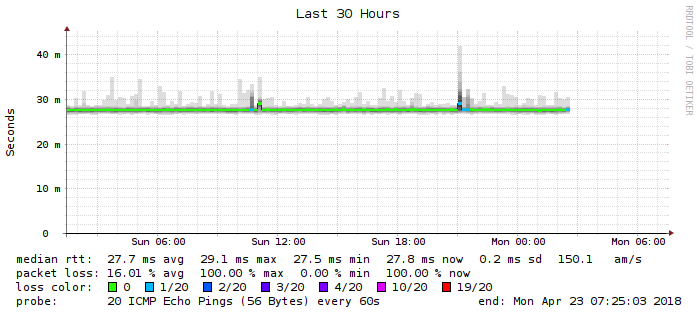 Last 30 Hours
RRDTOOL / TOBI OETIKER
Seconds
40 m
30 m
20 m
10 m
0
Sun 06:00 Sun 12:00 Sun 18:00 Mon 00:00 Mon 06:00
median rtt: 27.7 ms avg 29.1 ms max 27.5 ms min 27.8 ms now 0.2 ms sd 150.1 am/s
packet loss: 16.01 % avg 100.00 % max 0.00 % min 100.00 % now
loss color: 0 1/20 2/20 3/20 4/20 10/20 19/20
probe: 20 ICMP Echo Pings (56 Bytes) every 60s end: Mon Apr 23 07:25:03 2018